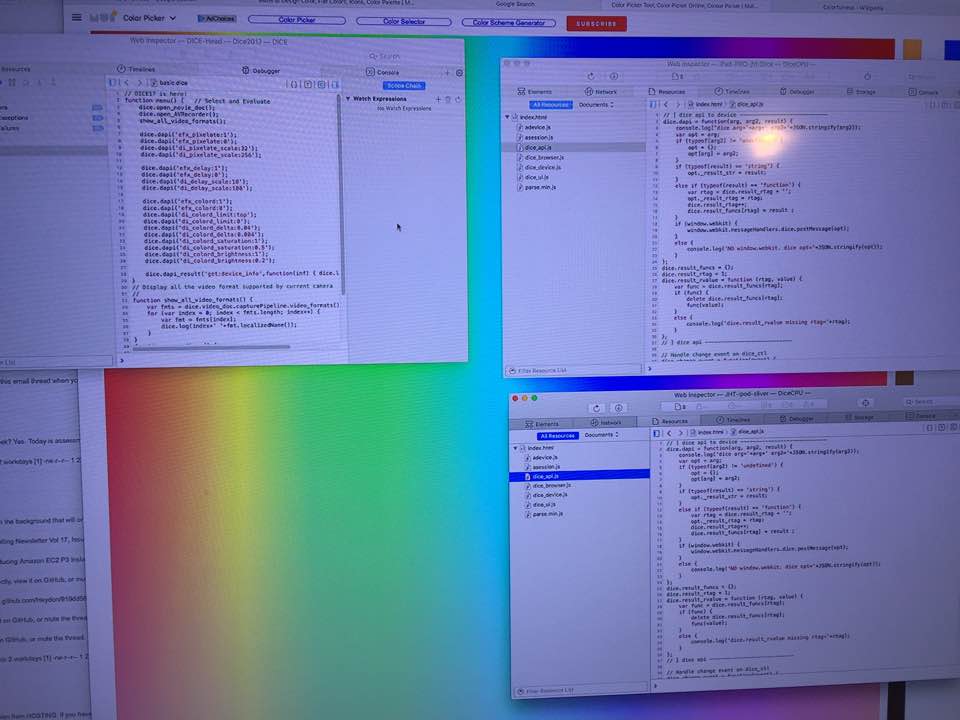 Color Picker
AdChoices
Color Picker
Color Selector
Color Scheme Generator
SUBSCRIBE
Google Search
Color Picker Tool, Color Picker Online, Colour Picker | Mut...
Colorfulness - Wikipedia
Web Inspector — DICE-Head — Dice2013 — DICE
Search
Resources
Timelines
Debugger
Console
basic.dice
Scope Chain
Watch Expressions
No Watch Expressions
// DICE17 is here!
function menu() { // Select and Evaluate
dice.open_movie_doc();
dice.open_AVRecorder();
show_all_video_formats();
dice.dapi('efx_pixelate:1');
dice.dapi('efx_pixelate:0');
dice.dapi('di_pixelate_scale:32');
dice.dapi('di_pixelate_scale:256');
dice.dapi('efx_delay:1');
dice.dapi('efx_delay:0');
dice.dapi('di_delay_scale:10');
dice.dapi('di_delay_scale:100');
dice.dapi('efx_colord:1');
dice.dapi('efx_colord:0');
dice.dapi('di_colord_limit:top');
dice.dapi('di_colord_limit:0');
dice.dapi('di_colord_delta:0.04');
dice.dapi('di_colord_delta:0.004');
dice.dapi('di_colord_saturation:1');
dice.dapi('di_colord_saturation:0.5');
dice.dapi('di_colord_brightness:1');
dice.dapi('di_colord_brightness:0.2');
dice.dapi_result('get:device_info',function(inf) { dice.l
}
// Display all the video format supported by current camera
//
function show_all_video_formats() {
var fmts = dice.video_doc.capturePipeline.video_formats()
for (var index = 0; index < fmts.length; index++) {
var fmt = fmts[index];
dice.log(index+' '+fmt.localizedName());
}
}
Elements
Network
Resources
Timelines
Debugger
Storage
Console
All Resources
Documents
index.html
dice_api.js
index.html
adevice.js
asession.js
dice_api.js
dice_browser.js
dice_device.js
dice_ui.js
parse.min.js
Filter Resource List
// [ dice api to device
dice.dapi = function(arg, arg2, result) {
console.log('dice arg='+arg+' arg2='+JSON.stringify(arg2));
var opt = arg;
if (typeof(arg2) !=
opt = {};
opt[arg] = arg2;
}
if (typeof(result) == 'string') {
opt._result_str = result;
}
else if (typeof(result) == 'function') {
var rtag = dice.result_rtag + '';
opt._result_rtag = rtag;
dice.result_rtag++;
dice.result_funcs[rtag] = result ;
}
if (window.webkit) {
window.webkit.messageHandlers.dice.postMessage(opt);
}
else {
console.log('NO window.webkit. dice opt='+JSON.stringify(opt));
}
};
dice.result_funcs = {};
dice.result_rtag = 1;
dice.result_rvalue = function (rtag, value) {
var func = dice.result_funcs[rtag];
if (func) {
delete dice.result_funcs[rtag];
func(value);
}
else {
console.log('dice.result_rvalue missing rtag='+rtag);
}
};
// ] dice api
// Handle change event on dice_ctl
Web Inspector — JHT-ipod-silver — DiceCPU —
Search
Elements
Network
Resources
Timelines
Debugger
Storage
Console
All Resources
Documents
index.html
dice_api.js
index.html
adevice.js
asession.js
dice_api.js
dice_browser.js
dice_device.js
dice_ui.js
parse.min.js
Filter Resource List
// [ dice api to device
dice.dapi = function(arg, arg2, result) {
console.log('dice arg='+arg+' arg2='+JSON.stringify(arg2));
var opt = arg;
if (typeof(arg2) != 'undefined') {
opt = {};
opt[arg] = arg2;
}
if (typeof(result) == 'string') {
opt._result_str = result;
}
else if (typeof(result) == 'function') {
var rtag = dice.result_rtag + '';
opt._result_rtag = rtag;
dice.result_rtag++;
dice.result_funcs[rtag] = result ;
}
if (window.webkit) {
window.webkit.messageHandlers.dice.postMessage(opt);
}
else {
console.log('NO window.webkit. dice opt='+JSON.stringify(opt));
}
};
dice.result_funcs = {};
dice.result_rtag = 1;
dice.result_rvalue = function (rtag, value) {
var func = dice.result_funcs[rtag];
if (func) {
delete dice.result_funcs[rtag];
func(value);
}
else {
console.log('dice.result_rvalue missing rtag='+rtag);
}
};
// ] dice api
// Handle change event on dice_ctl
this email thread when yo
ek? Yes. Today is assessm
workdays [1] -rw-r--r-- 1 2
n the background that will or
ating Newsletter Vol 17, Issu
ducing Amazon EC2 P3 Insta
ctly, view it on GitHub, or mu
t on GitHub, or mute the threa
n GitHub, or mute the thread.
2 workdays [1] -rw-r--r-- 1 2